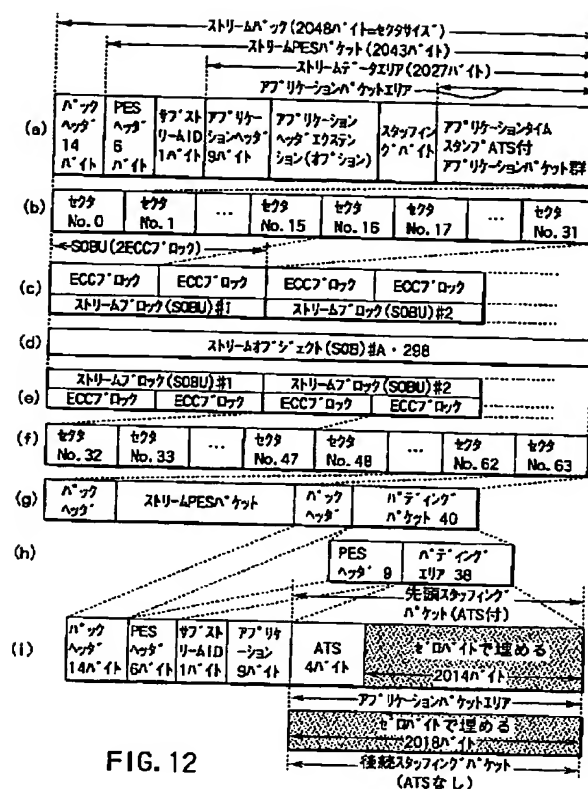 ストリームパック(2048バイト=セクタサイズ)
ストリームPESパケット(2043バイト)
ストリームデータエリア(2027バイト)
アプリケーションパケットエリア
(a)
パックヘッダ14バイト
PESヘッダ6バイト
サブストリームID1バイト
アプリケーションヘッダ9バイト
アプリケーションヘッダエクステンション(オプション)
スタッフィングバイト
アプリケーションタイムスタンプATS付アプリケーションパケット群
(b)
セクタNo.0
セクタNo.1
...
セクタNo.15
セクタNo.16
セクタNo.17
...
セクタNo.31
SOBU(2ECCブロック)
(c)
ECCブロック
ECCブロック
ECCブロック
ECCブロック
ストリームブロック(SOBU)#1
ストリームブロック(SOBU)#2
(d)
ストリームオブジェクト(SOB)#A・298
(e)
ストリームブロック(SOBU)#1
ストリームブロック(SOBU)#2
ECCブロック
ECCブロック
ECCブロック
ECCブロック
(f)
セクタNo.32
セクタNo.33
...
セクタNo.47
セクタNo.48
...
セクタNo.62
セクタNo.63
(g)
パックヘッダ
ストリームPESパケット
パックヘッダ
パディングパケット 40
(h)
PESヘッダ 9
パディングエリア 38
先頭スタッフィングパケット(ATS付)
(i)
パックヘッダ14バイト
PESヘッダ6バイト
サブストリームID1バイト
アプリケーション9バイト
ATS4バイト
ゼロバイトで埋める
2014バイト
アプリケーションパケットエリア
ゼロバイトで埋める
2018バイト
後続スタッフィングパケット
(ATSなし)
FIG. 12